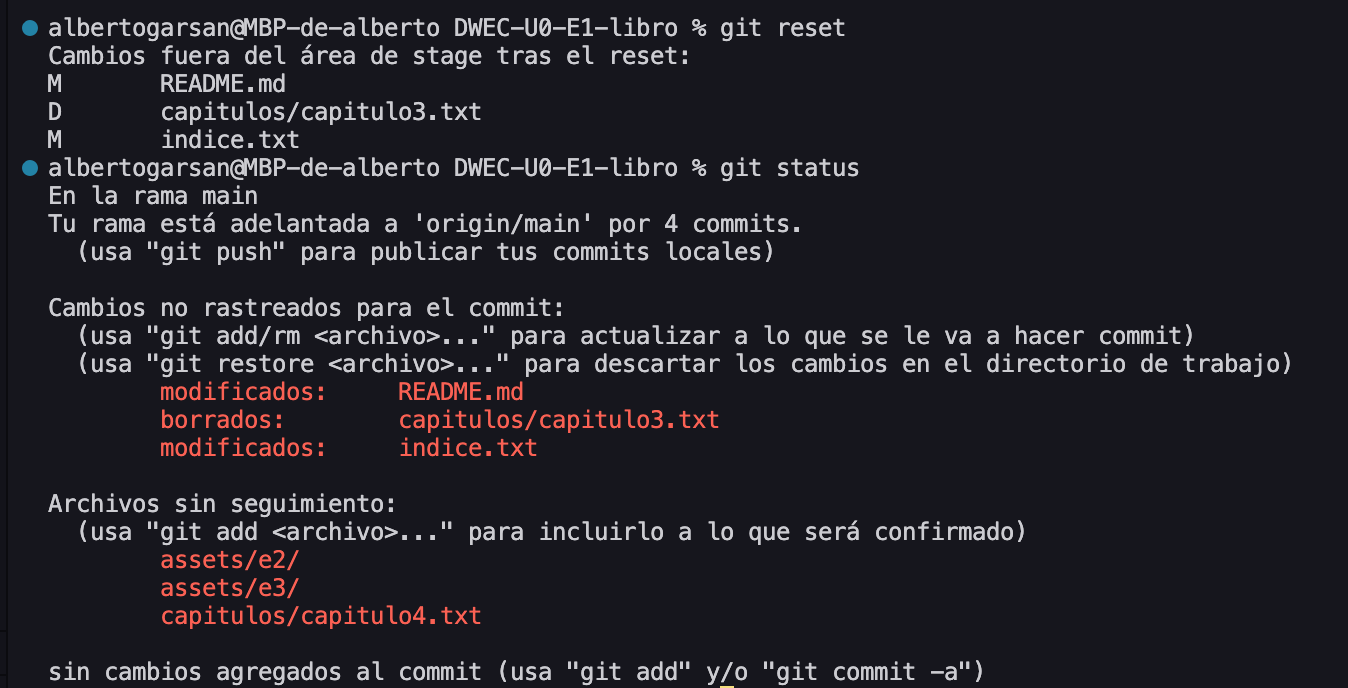 albertogarsan@MBP-de-alberto DWEC-U0-E1-libro % git reset
Cambios fuera del área de stage tras el reset:
M       README.md
D       capitulos/capitulo3.txt
M       indice.txt
albertogarsan@MBP-de-alberto DWEC-U0-E1-libro % git status
En la rama main
Tu rama está adelantada a 'origin/main' por 4 commits.
  (usa "git push" para publicar tus commits locales)
Cambios no rastreados para el commit:
  (usa "git add/rm <archivo>..." para actualizar a lo que se le va a hacer commit)
  (usa "git restore <archivo>..." para descartar los cambios en el directorio de trabajo)
        modificados:     README.md
        borrados:        capitulos/capitulo3.txt
        modificados:     indice.txt
Archivos sin seguimiento:
  (usa "git add <archivo>..." para incluirlo a lo que será confirmado)
        assets/e2/
        assets/e3/
        capitulos/capitulo4.txt
sin cambios agregados al commit (usa "git add" y/o "git commit -a")